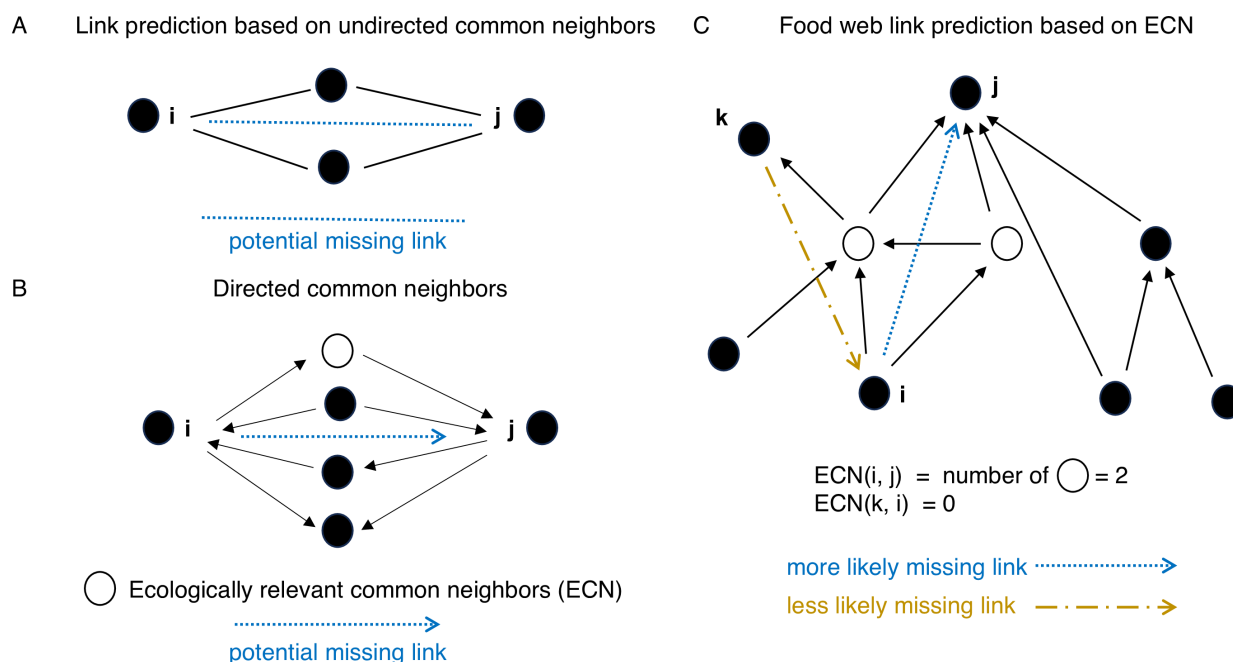 A
Link prediction based on undirected common neighbors
i
j
potential missing link
B
Directed common neighbors
i
j
Ecologically relevant common neighbors (ECN)
potential missing link
C
Food web link prediction based on ECN
j
k
i
ECN(i, j) = number of = 2
ECN(k, i) = 0
more likely missing link
less likely missing link